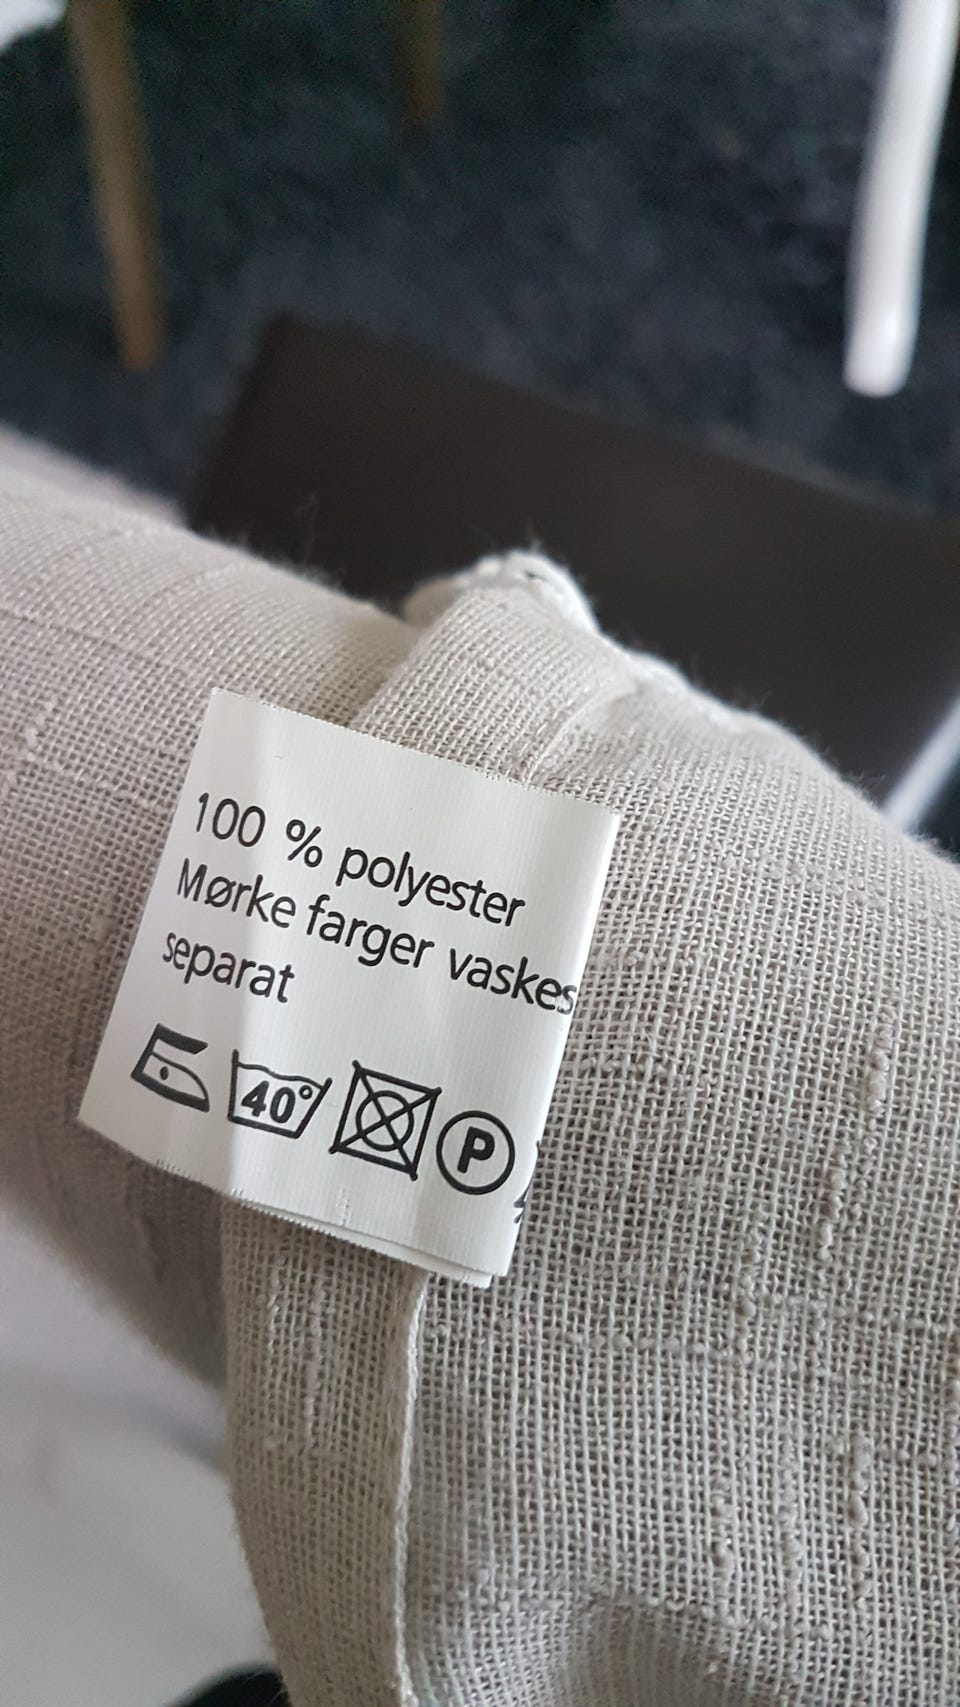 100 % polyester
Mørke farger vaskes
separat
40°
P